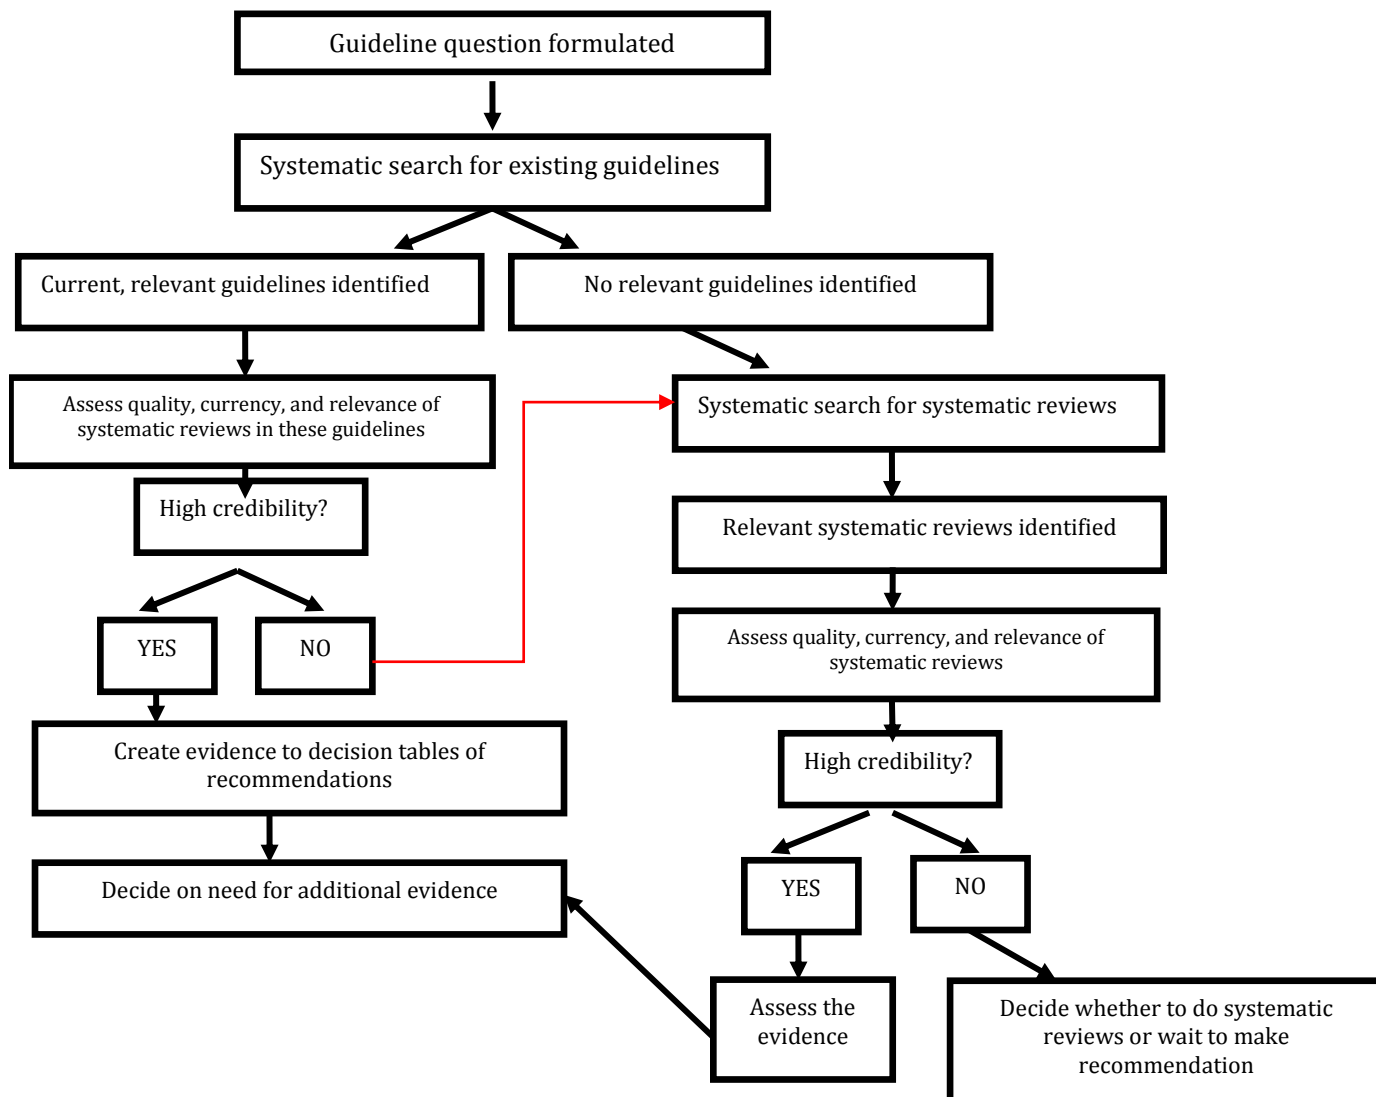 Guideline question formulated
Systematic search for existing guidelines
Current, relevant guidelines identified
No relevant guidelines identified
Assess quality, currency, and relevance of
systematic reviews in these guidelines
Systematic search for systematic reviews
High credibility?
Relevant systematic reviews identified
YES
NO
Assess quality, currency, and relevance of
systematic reviews
Create evidence to decision tables of
recommendations
High credibility?
Decide on need for additional evidence
YES
NO
Assess the
evidence
Decide whether to do systematic
reviews or wait to make
recommendation